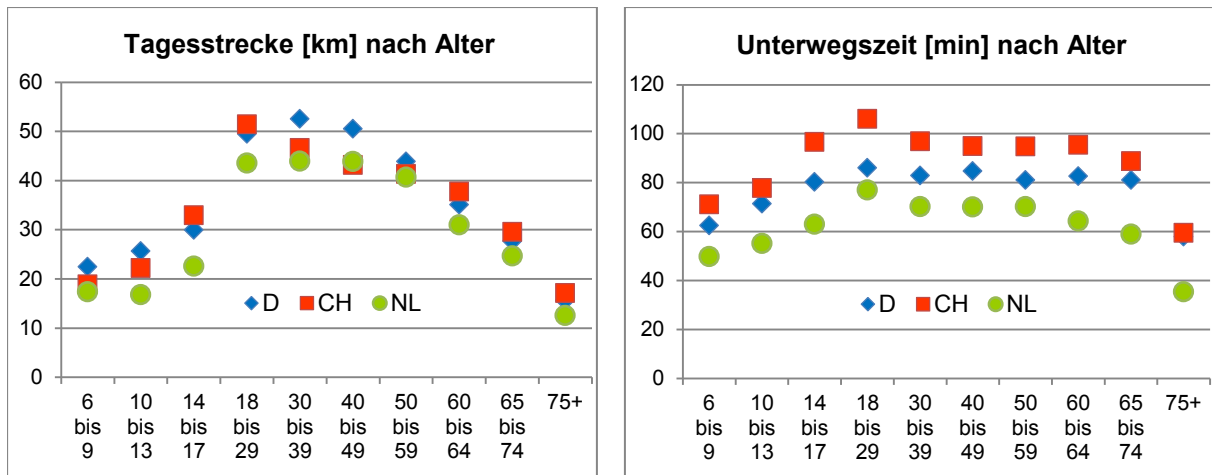 Tagesstrecke [km] nach Alter
60
50
40
30
20
10
0
D CH NL
6 10 14 18 30 40 50 60 65 75+
bis bis bis bis bis bis bis bis bis
9 13 17 29 39 49 59 64 74
Unterwegszeit [min] nach Alter
120
100
80
60
40
20
0
D CH NL
6 10 14 18 30 40 50 60 65 75+
bis bis bis bis bis bis bis bis bis
9 13 17 29 39 49 59 64 74